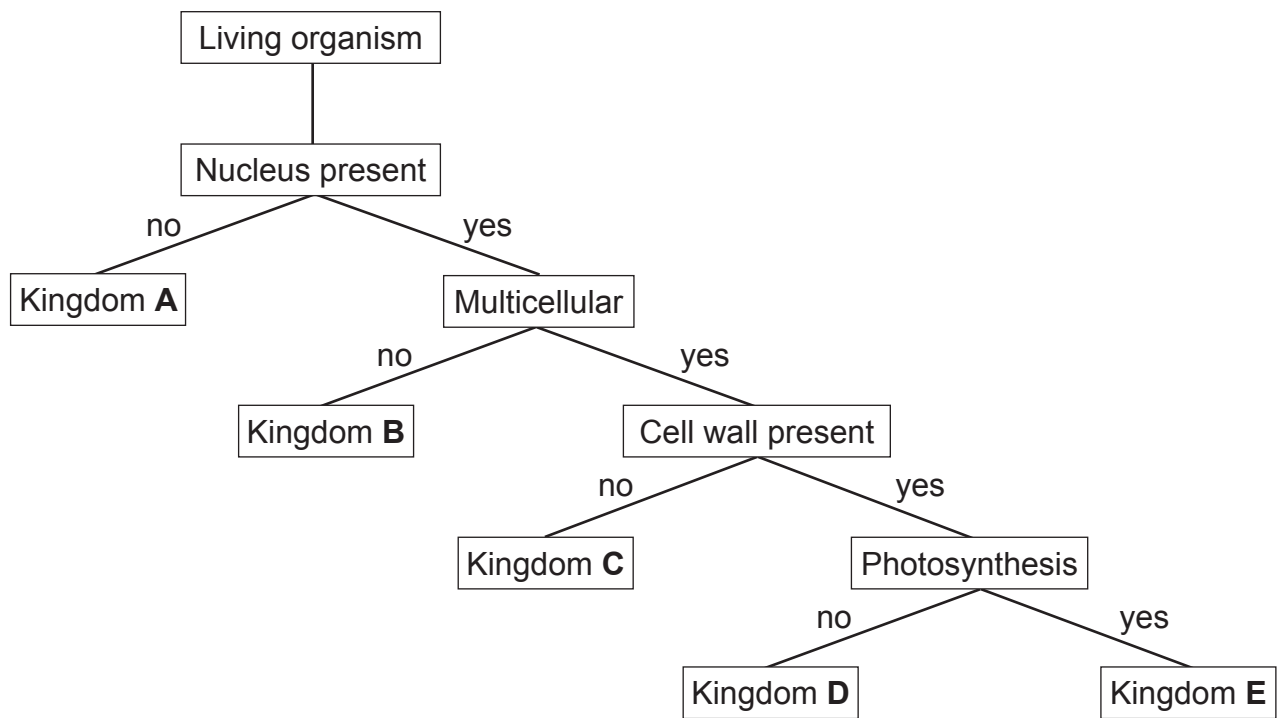 Living organism
Nucleus present
no
yes
Kingdom A
Multicellular
no
yes
Kingdom B
Cell wall present
no
yes
Kingdom C
Photosynthesis
no
yes
Kingdom D
Kingdom E